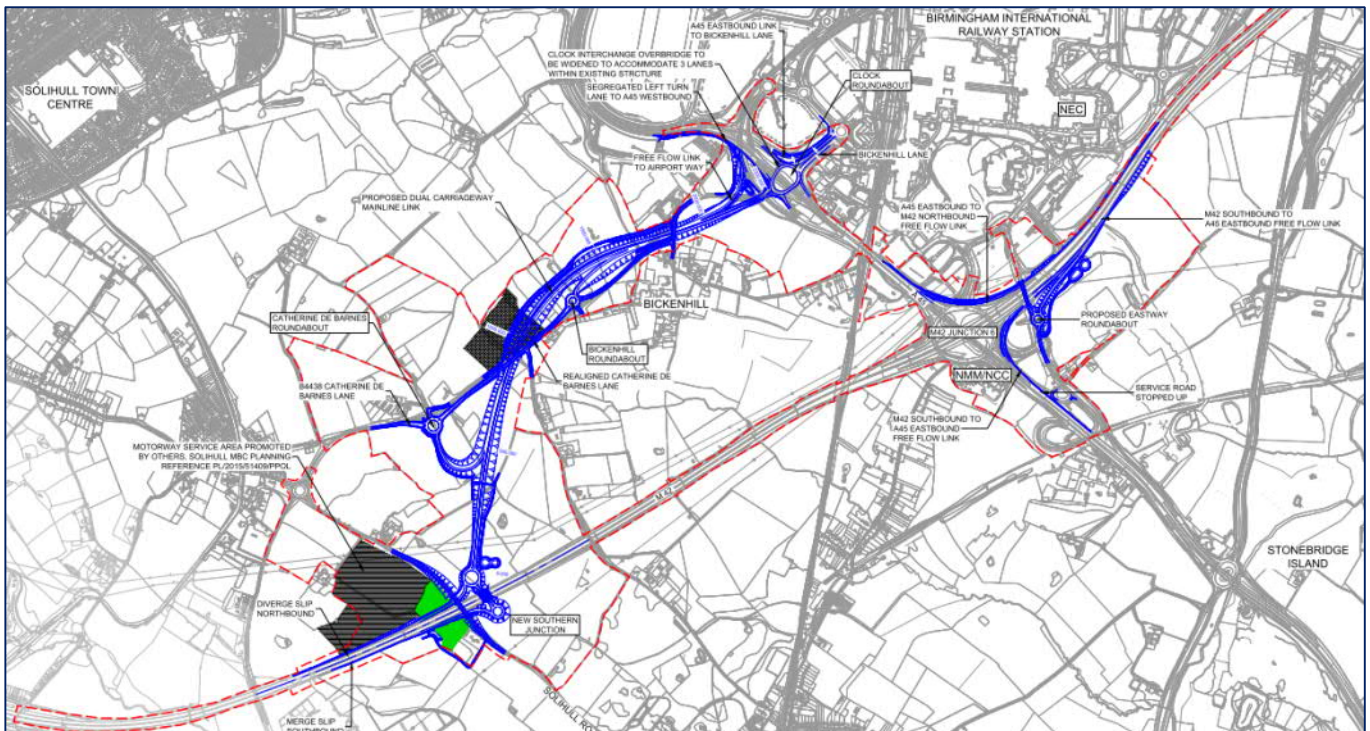 SOLIHULL TOWN
CENTRE
A45 EASTBOUND LINK
TO BICKENHILL LANE
BIRMINGHAM INTERNATIONAL
RAILWAY STATION
CLOCK INTERCHANGE OVERBRIDGE TO
BE WIDENED TO ACCOMMODATE 3 LANES
WITHIN EXISTING STRCTURE
SEGREGATED LEFT TURN
LANE TO A45 WESTBOUND
CLOCK
ROUNDABOUT
NEC
FREE FLOW LINK
TO AIRPORT WAY
BICKENHILL LANE
PROPOSED DUAL CARRIAGEWAY
MAINLINE LINK
A45 EASTBOUND TO
M42 NORTHBOUND
FREE FLOW LINK
M42 SOUTHBOUND TO
A45 EASTBOUND FREE FLOW LINK
A 45
BICKENHILL
CATHERINE DE BARNES
ROUNDABOUT
PROPOSED EASTWAY
ROUNDABOUT
M42 JUNCTION 6
BICKENHILL
ROUNDABOUT
REALIGNED CATHERINE DE
BARNES LANE
NMM/NCC
B4438 CATHERINE DE
BARNES LANE
SERVICE ROAD
STOPPED UP
M42 SOUTHBOUND TO
A45 EASTBOUND
FREE FLOW LINK
MOTORWAY SERVICE AREA PROMOTED
BY OTHERS. SOLIHULL MBC PLANNING
REFERENCE PL/2015/51409/PPOL
M 42
STONEBRIDGE
ISLAND
DIVERGE SLIP
NORTHBOUND
NEW SOUTHERN
JUNCTION
SOLIHULL RO
MERGE SLIP
SOUTHBOUND